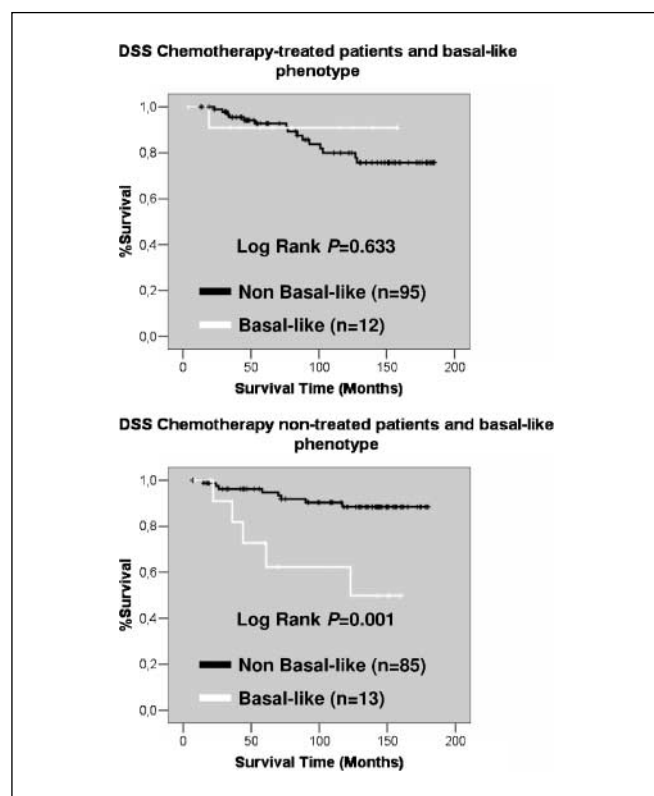 DSS Chemotherapy-treated patients and basal-like
phenotype
%Survival
1,0
0,8
0,6
0,4
0,2
0,0
Log Rank P=0.633
Non Basal-like (n=95)
Basal-like (n=12)
0 50 100 150 200
Survival Time (Months)
DSS Chemotherapy non-treated patients and basal-like
phenotype
%Survival
1,0
0,8
0,6
0,4
0,2
0,0
Log Rank P=0.001
Non Basal-like (n=85)
Basal-like (n=13)
0 50 100 150 200
Survival Time (Months)